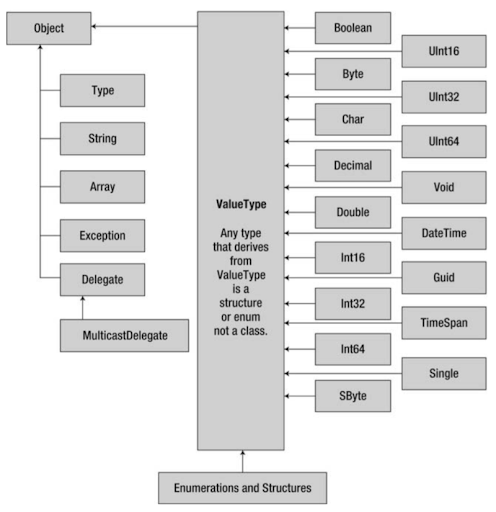 Object
Type
String
Array
Exception
Delegate
MulticastDelegate
ValueType
Any type
that derives
from
ValueType
is a
structure
or enum
not a class.
Boolean
UInt16
Byte
UInt32
Char
UInt64
Decimal
Void
Double
DateTime
Int16
Guid
Int32
TimeSpan
Int64
Single
SByte
Enumerations and Structures